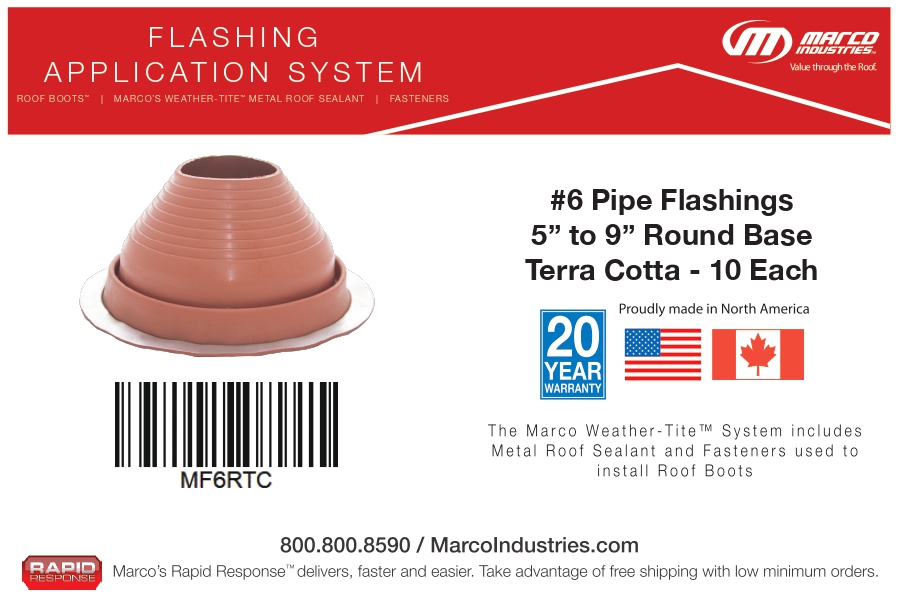 FLASHING
APPLICATION SYSTEM
ROOF BOOTS™ | MARCO'S WEATHER-TITE™ METAL ROOF SEALANT | FASTENERS
MARCO
INDUSTRIES™
Value through the Roof.
#6 Pipe Flashings
5” to 9” Round Base
Terra Cotta - 10 Each
Proudly made in North America
20
YEAR
WARRANTY
The Marco Weather-Tite™ System includes
Metal Roof Sealant and Fasteners used to
install Roof Boots
MF6RTC
800.800.8590 / MarcoIndustries.com
RAPID
RESPONSE
Marco's Rapid Response™ delivers, faster and easier. Take advantage of free shipping with low minimum orders.